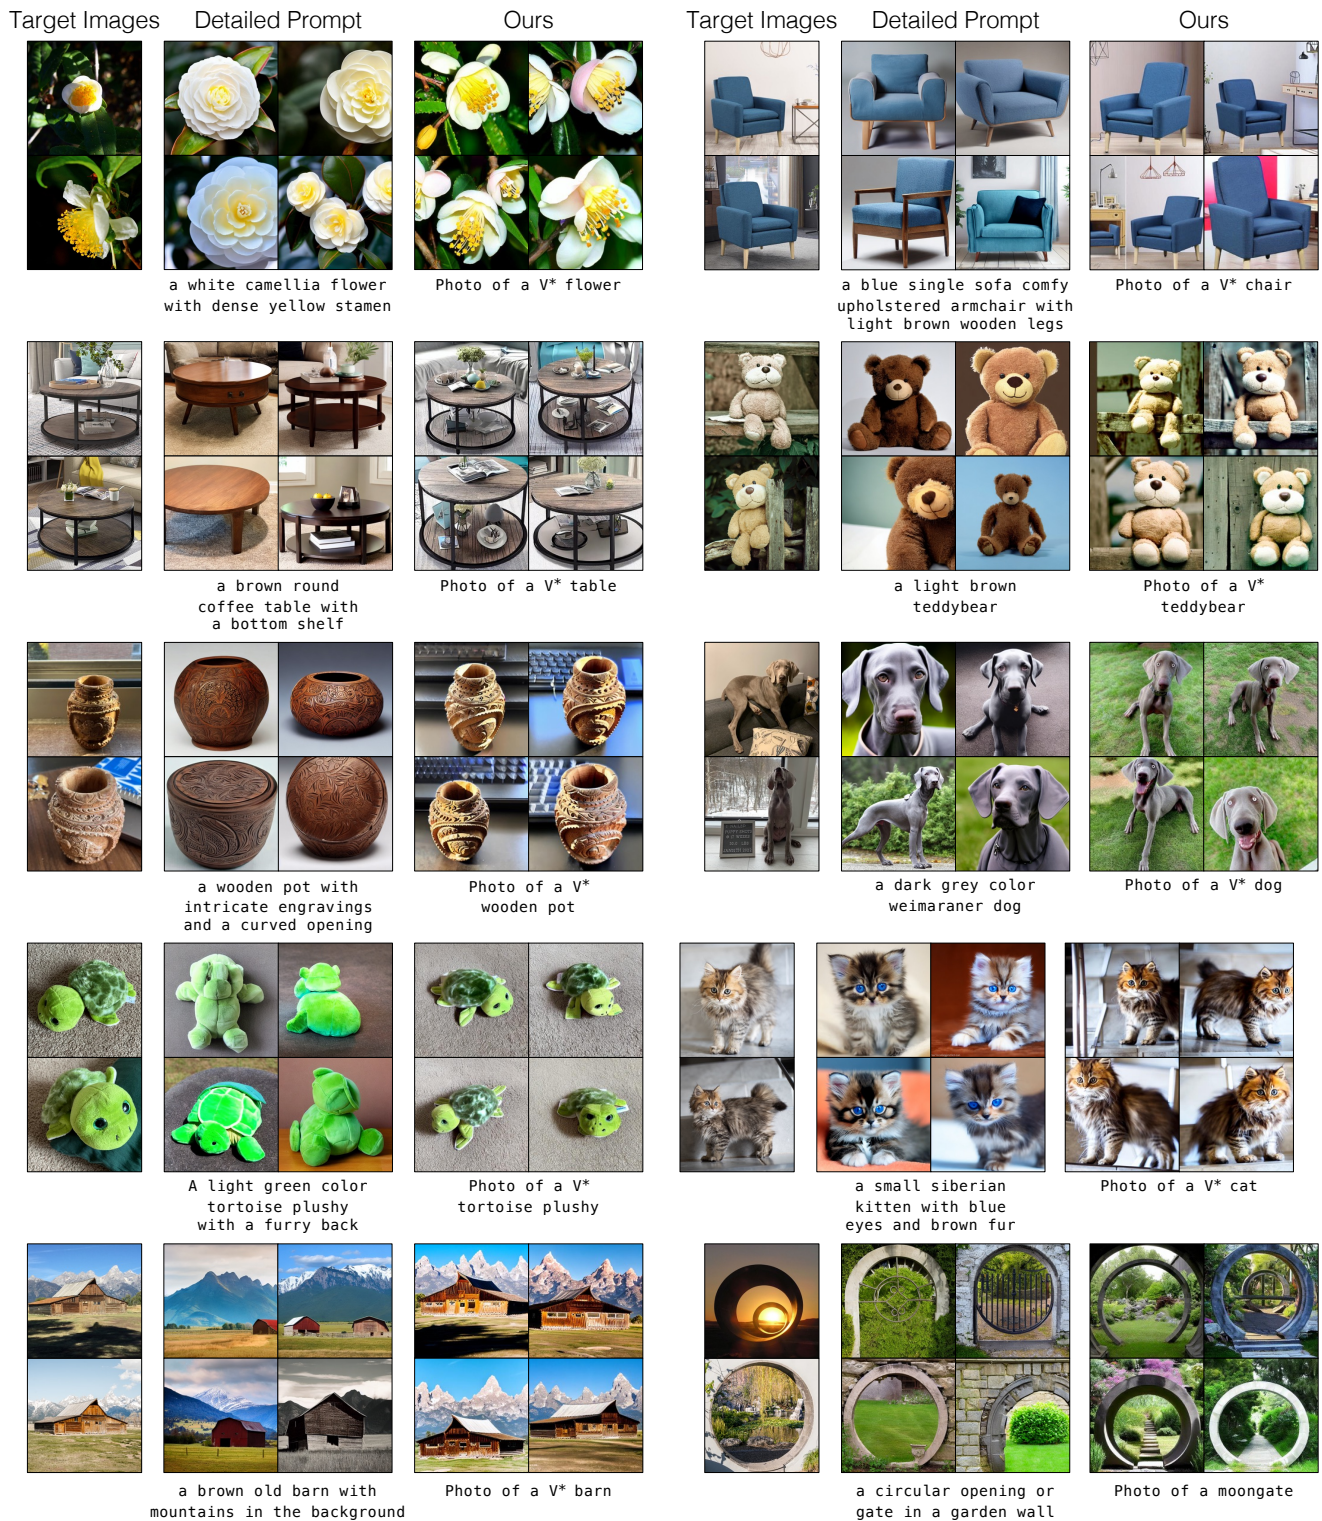 Target Images Detailed Prompt Ours
Target Images Detailed Prompt Ours
a white camellia flower
with dense yellow stamen
Photo of a V* flower
a blue single sofa comfy
upholstered armchair with
light brown wooden legs
Photo of a V* chair
a brown round
coffee table with
a bottom shelf
Photo of a V* table
a light brown
teddybear
Photo of a V*
teddybear
a wooden pot with
intricate engravings
and a curved opening
Photo of a V*
wooden pot
a dark grey color
weimaraner dog
Photo of a V* dog
A light green color
tortoise plushy
with a furry back
Photo of a V*
tortoise plushy
a small siberian
kitten with blue
eyes and brown fur
Photo of a V* cat
a brown old barn with
mountains in the background
Photo of a V* barn
a circular opening or
gate in a garden wall
Photo of a moongate